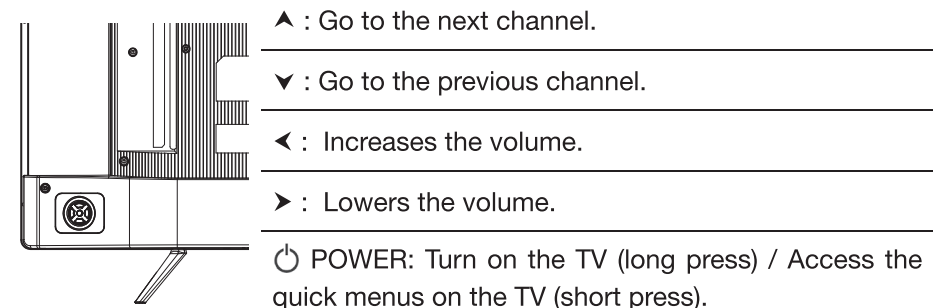 ⮝ : Go to the next channel.
⮟ : Go to the previous channel.
⮜ : Increases the volume.
⮞ : Lowers the volume.
⏻ POWER: Turn on the TV (long press) / Access the
quick menus on the TV (short press).